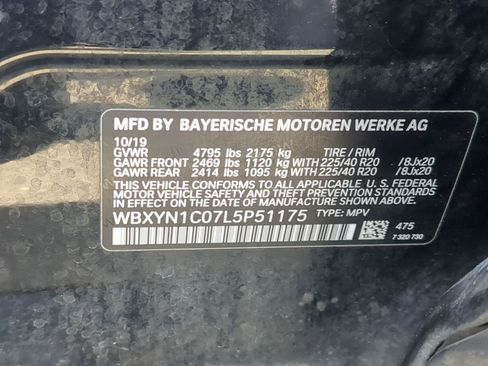 MFD BY BAYERISCHE MOTOREN WERKE AG
10/19
GVWR 4795 lbs 2175 kg TIRE / RIM
GAWR FRONT 2469 lbs 1120 kg WITH 225/40 R20 /8Jx20
GAWR REAR 2414 lbs 1095 kg WITH 225/40 R20 /8Jx20
THIS VEHICLE CONFORMS TO ALL APPLICABLE U.S. FEDERAL
MOTOR VEHICLE SAFETY, BUMPER, AND THEFT PREVENTION STANDARDS
IN EFFECT ON THE DATE OF MANUFACTURE SHOWN ABOVE.
WBXYN1C07L5P51175 TYPE: MPV
475
7 320 730